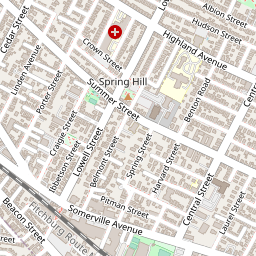 Albion Street
Hudson Street
Cedar Street
Highland Avenue
Crown Street
Linden Avenue
Porter Street
Spring Hill
Summer Street
Benton Road
Craigie Street
Lowell Street
Ibbetson Street
Belmont Street
Spring Street
Harvard Street
Central Street
Pitman Street
Beacon Street
Fitchburg Route
Somerville Avenue
Laurel Street